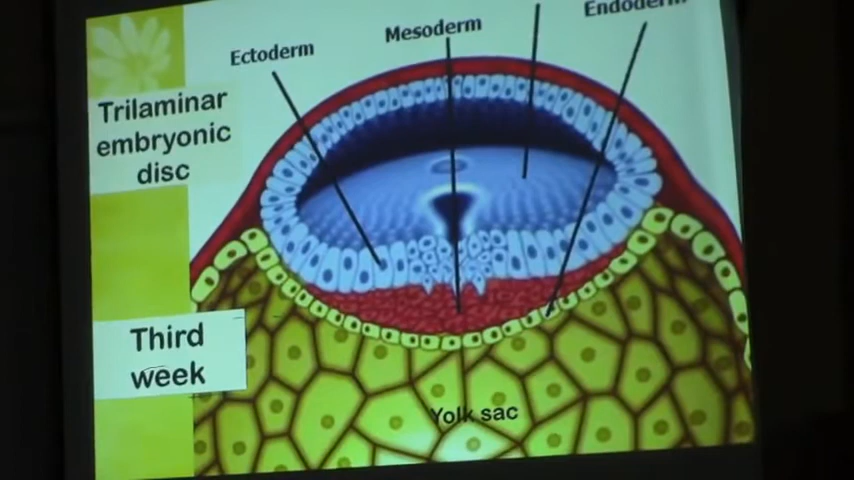 Ectoderm
Mesoderm
Endoderm
Trilaminar
embryonic
disc
Third
week
Yolk sac